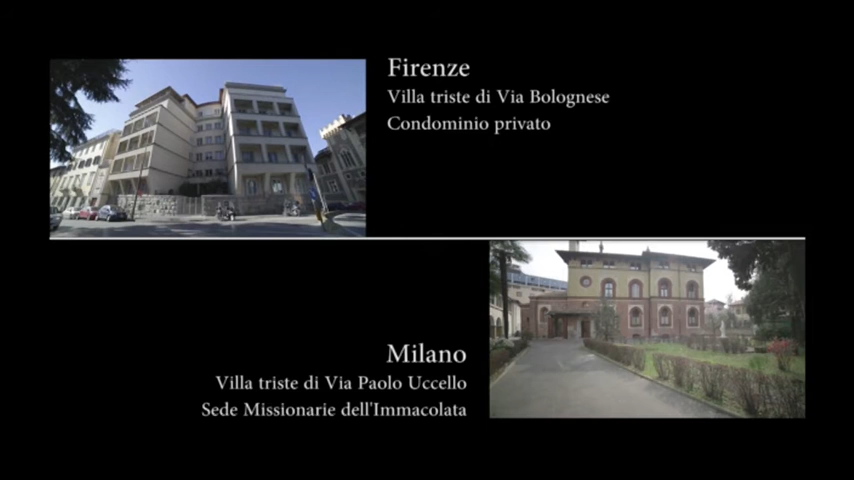 Firenze
Villa triste di Via Bolognese
Condominio privato
Milano
Villa triste di Via Paolo Uccello
Sede Missionarie dell'Immacolata